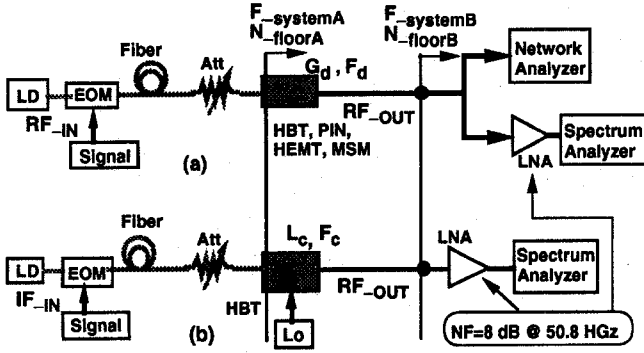 F_systemA
N_floorA
F_systemB
N_floorB
Fiber
Att
G_d , F_d
Network
Analyzer
LD
EOM
RF_IN
RF_OUT
Signal
(a)
HBT, PIN,
HEMT, MSM
LNA
Spectrum
Analyzer
Fiber
Att
L_c, F_c
LNA
Spectrum
Analyzer
LD
EOM
IF_IN
RF_OUT
HBT
Signal
(b)
Lo
NF=8 dB @ 50.8 HGz